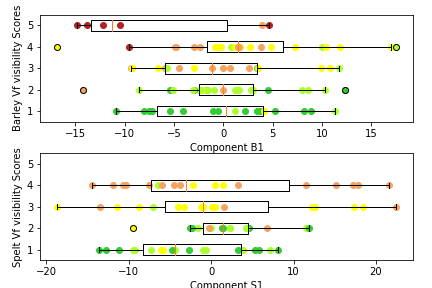 Barley Vf visibility Scores
5
4
3
2
1
−15 −10 −5 0 5 10 15
Component B1
Spelt Vf visibility Scores
5
4
3
2
1
−20 −10 0 10 20
Component S1